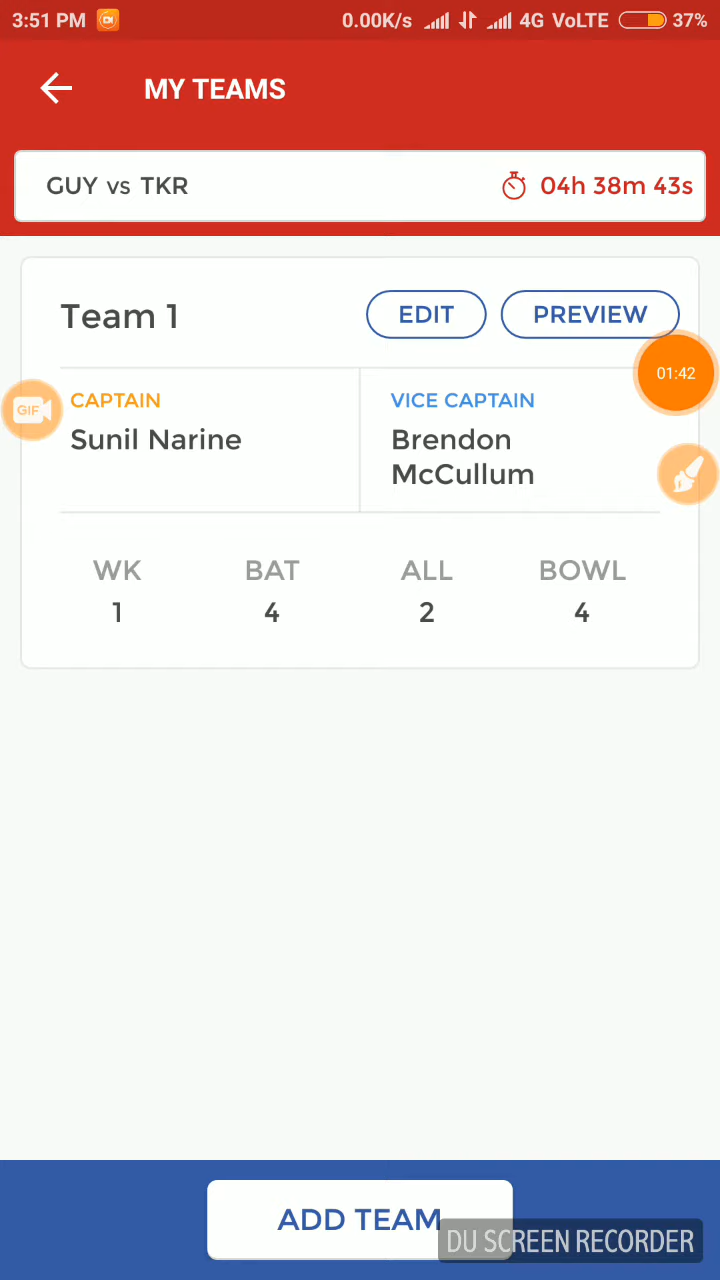 3:51 PM 0.00K/s 4G VoLTE 37%
MY TEAMS
GUY vs TKR 04h 38m 43s
Team 1 EDIT PREVIEW
01:42
GIF
CAPTAIN VICE CAPTAIN
Sunil Narine Brendon
McCullum
WK BAT ALL BOWL
1 4 2 4
ADD TEAM
DU SCREEN RECORDER